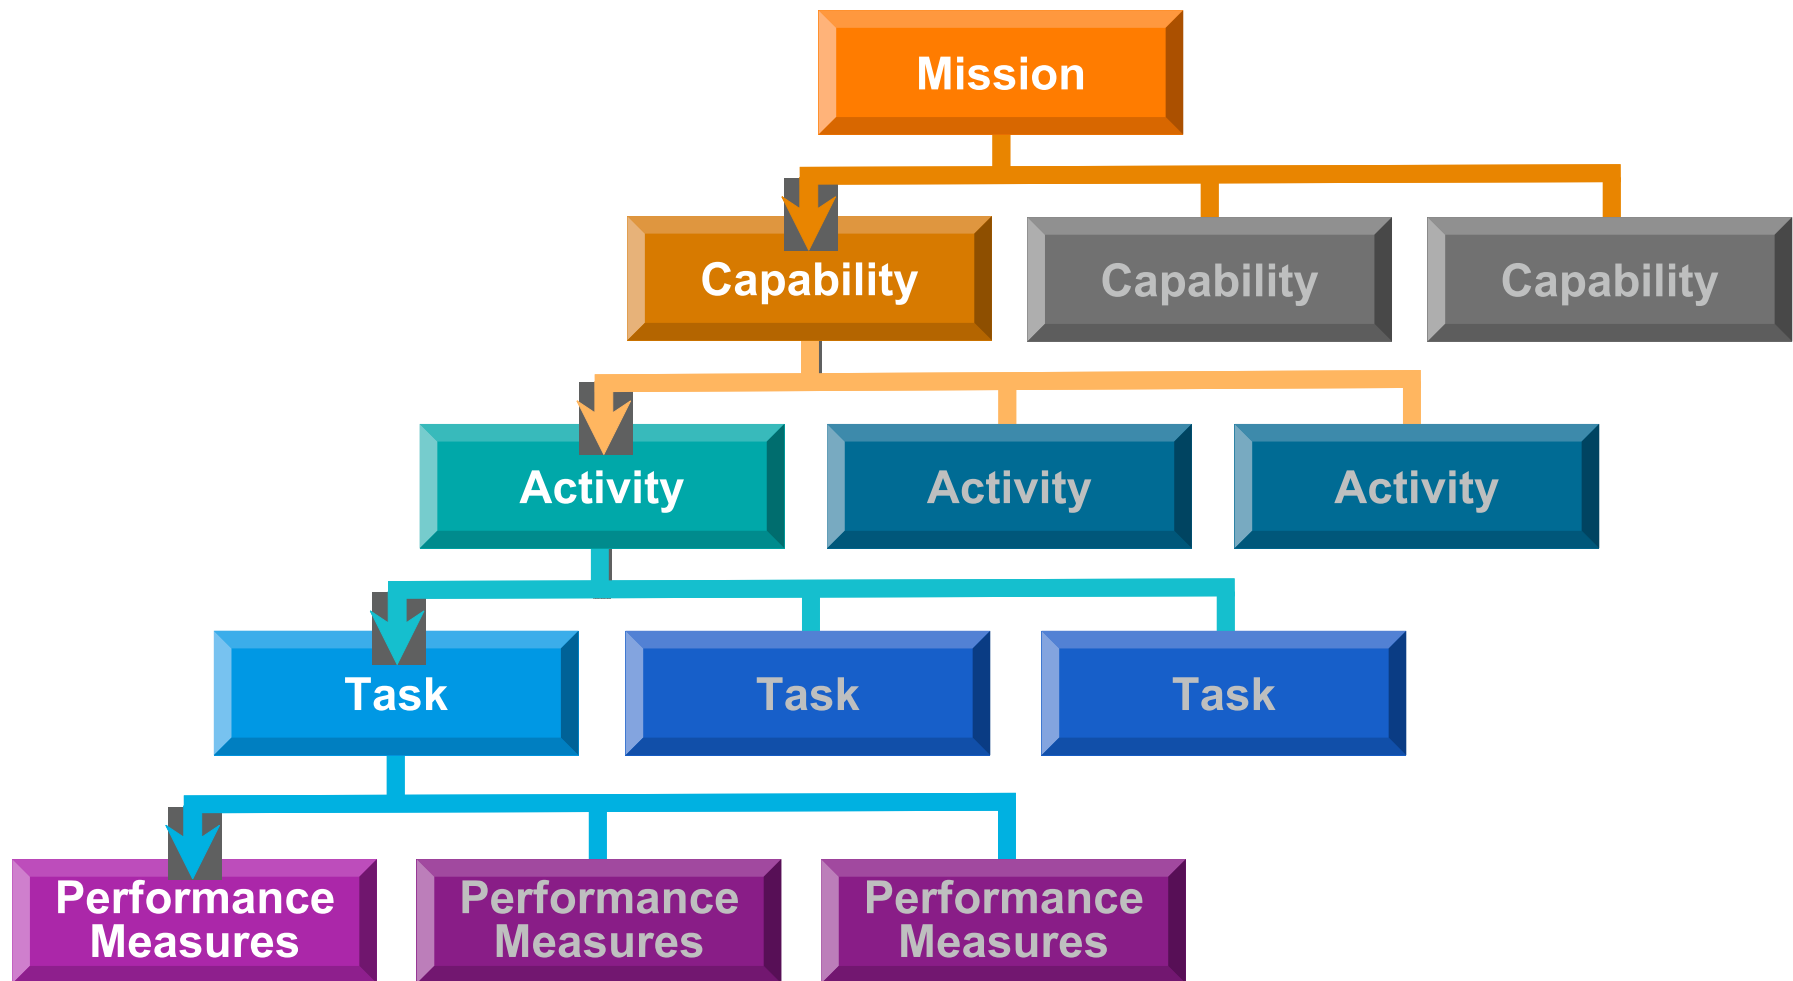 Mission
Capability
Capability
Capability
Activity
Activity
Activity
Task
Task
Task
Performance
Measures
Performance
Measures
Performance
Measures